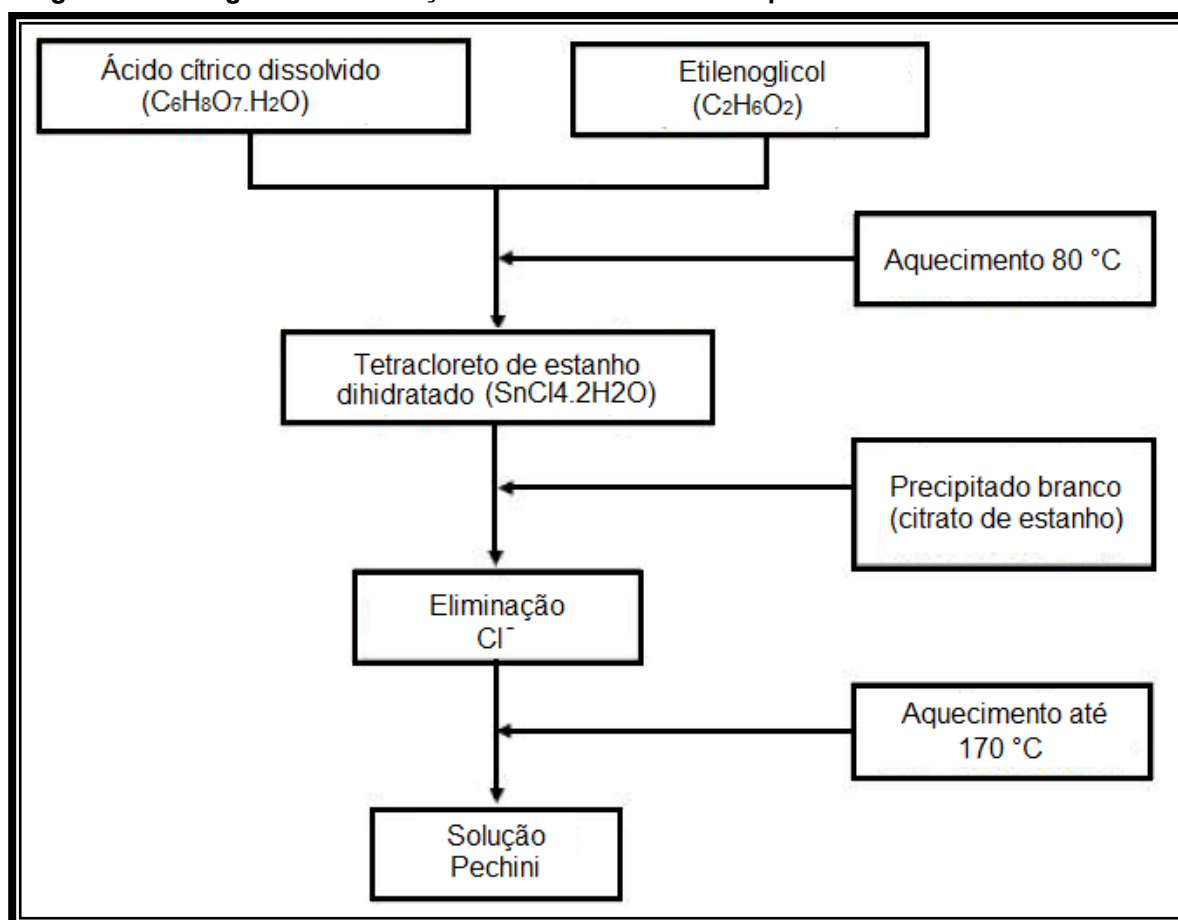 Ácido cítrico dissolvido
(C6H8O7.H2O)
Etilenoglicol
(C2H6O2)
Aquecimento 80 °C
Tetracloreto de estanho
dihidratado (SnCl4.2H2O)
Precipitado branco
(citrato de estanho)
Eliminação
Cl-
Aquecimento até
170 °C
Solução
Pechini